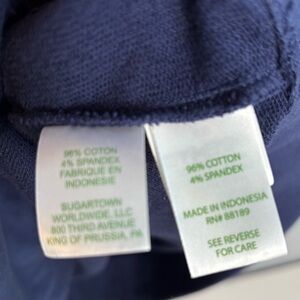 96% COTTON
4% SPANDEX
FABRIQUE EN
INDONESIE
SUGARTOWN
WORLDWIDE, LLC
800 THIRD AVENUE
KING OF PRUSSIA, PA
96% COTTON
4% SPANDEX
MADE IN INDONESIA
RN# 88189
SEE REVERSE
FOR CARE